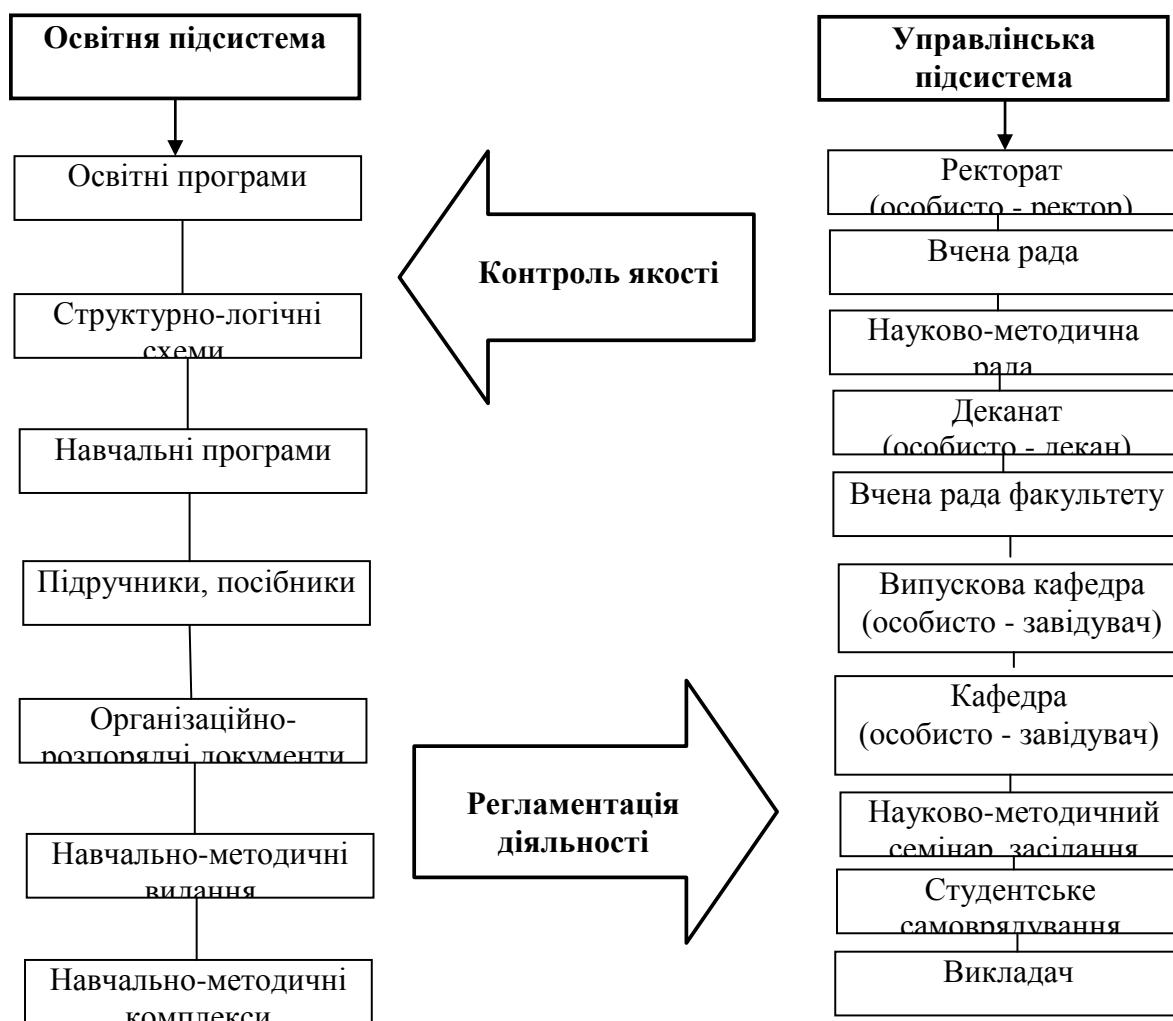 Освітня підсистема
Освітні програми
Структурно-логічні
схеми
Навчальні програми
Підручники, посібники
Організаційно-
розпорядчі документи
Навчально-методичні
видання
Навчально-методичні
комплекси
Контроль якості
Регламентація
діяльності
Управлінська
підсистема
Ректорат
(особисто - ректор)
Вчена рада
Науково-методична
рада
Деканат
(особисто - декан)
Вчена рада факультету
Випускова кафедра
(особисто - завідувач)
Кафедра
(особисто - завідувач)
Науково-методичний
семінар, засідання
Студентське
самоврядування
Викладач